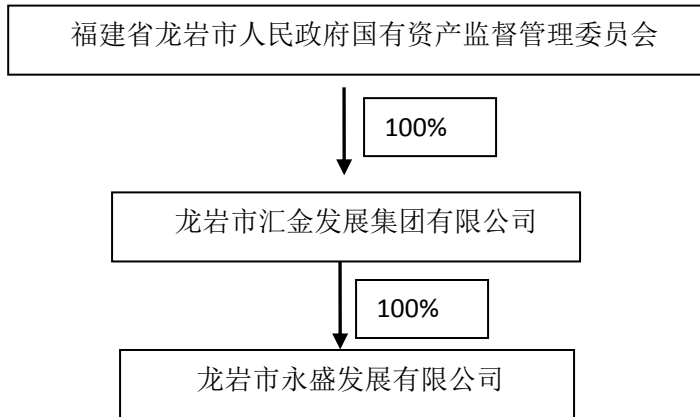 福建省龙岩市人民政府国有资产监督管理委员会
100%
龙岩市汇金发展集团有限公司
100%
龙岩市永盛发展有限公司